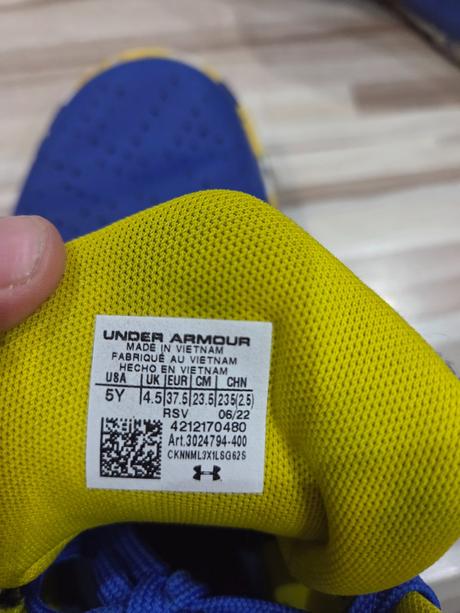 UNDER ARMOUR
MADE IN VIETNAM
FABRIQUÉ AU VIETNAM
HECHO EN VIETNAM
USA UK EUR CM CHN
5Y 4.5 37.5 23.5 235(2.5)
RSV 06/22
4212170480
Art.3024794-400
CKNNML3X1LSG62S